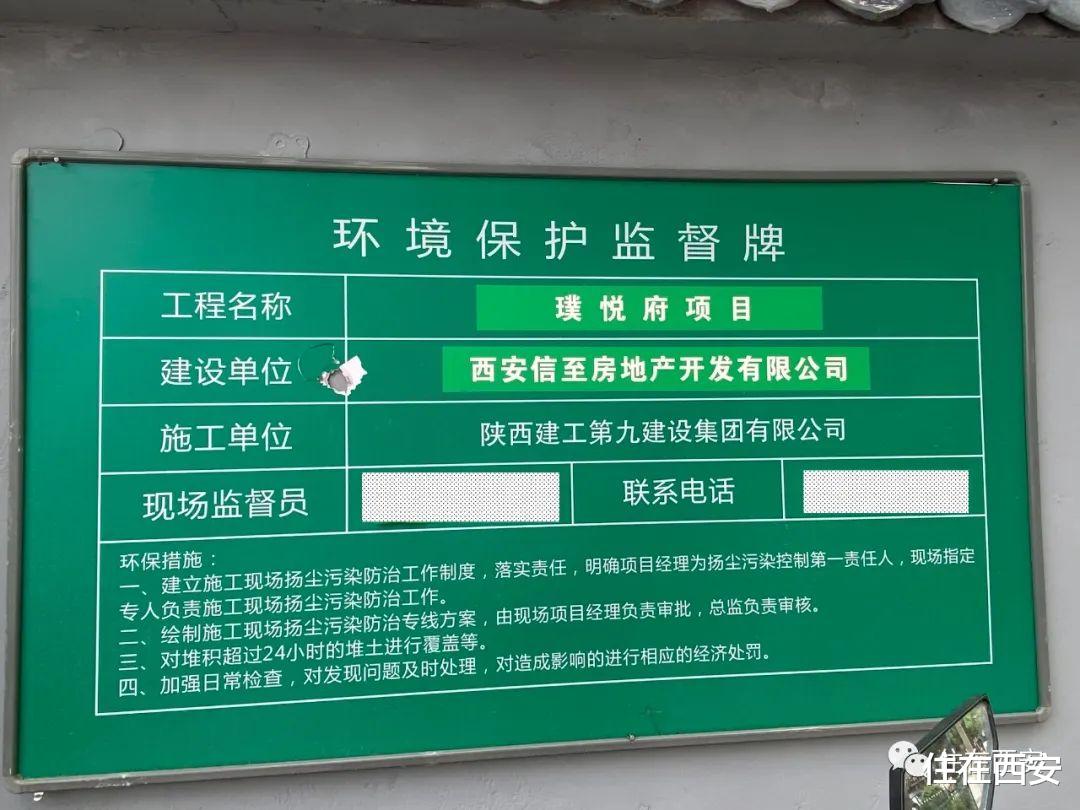 环境保护监督牌
工程名称 璞悦府项目
建设单位 西安信至房地产开发有限公司
施工单位 陕西建工第九建设集团有限公司
现场监督员 联系电话
环保措施：
一、建立施工现场扬尘污染防治工作制度，落实责任，明确项目经理为扬尘污染控制第一责任人，现场指定
专人负责施工现场扬尘污染防治工作。
二、绘制施工现场扬尘污染防治专线方案，由现场项目经理负责审批，总监负责审核。
三、对堆积超过24小时的堆土进行覆盖等。
四、加强日常检查，对发现问题及时处理，对造成影响的进行相应的经济处罚。
住在西安
住在西安